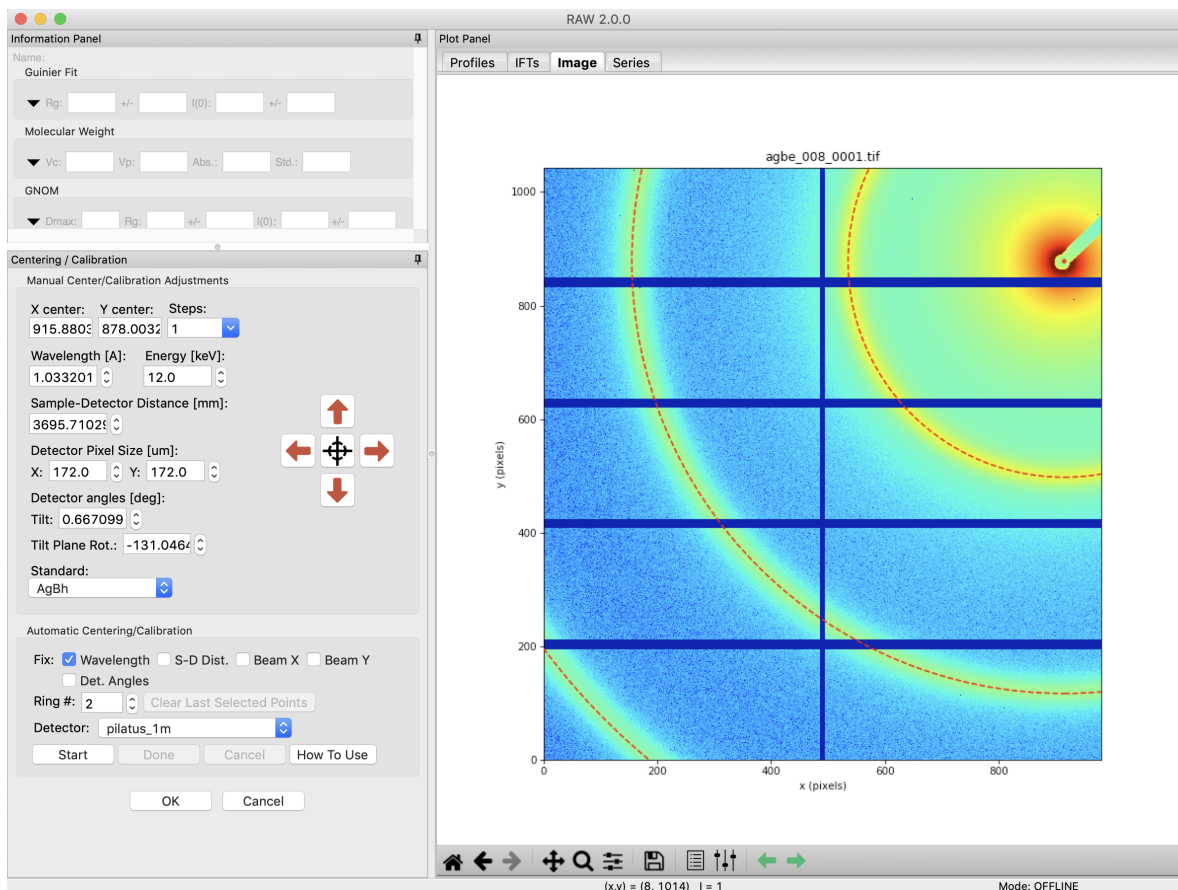 RAW 2.0.0
Information Panel
Name:
Guinier Fit
Rg: +/- I(0): +/-
Molecular Weight
Vc: Vp: Abs.: Std.:
GNOM
Dmax: Rg: +/- I(0): +/-
Centering / Calibration
Manual Center/Calibration Adjustments
X center: Y center: Steps:
915.8803 878.0032 1
Wavelength [A]: Energy [keV]:
1.033201 12.0
Sample-Detector Distance [mm]:
3695.71029
Detector Pixel Size [um]:
X: 172.0 Y: 172.0
Detector angles [deg]:
Tilt: 0.667099
Tilt Plane Rot.: -131.0464
Standard:
AgBh
Automatic Centering/Calibration
Fix: Wavelength S-D Dist. Beam X Beam Y
Det. Angles
Ring #: 2 Clear Last Selected Points
Detector: pilatus_1m
Start Done Cancel How To Use
OK Cancel
Plot Panel
Profiles IFTs Image Series
agbe_008_0001.tif
1000
800
600
400
200
0
y (pixels)
0 200 400 600 800
x (pixels)
(x,y) = (8, 1014) I = 1
Mode: OFFLINE